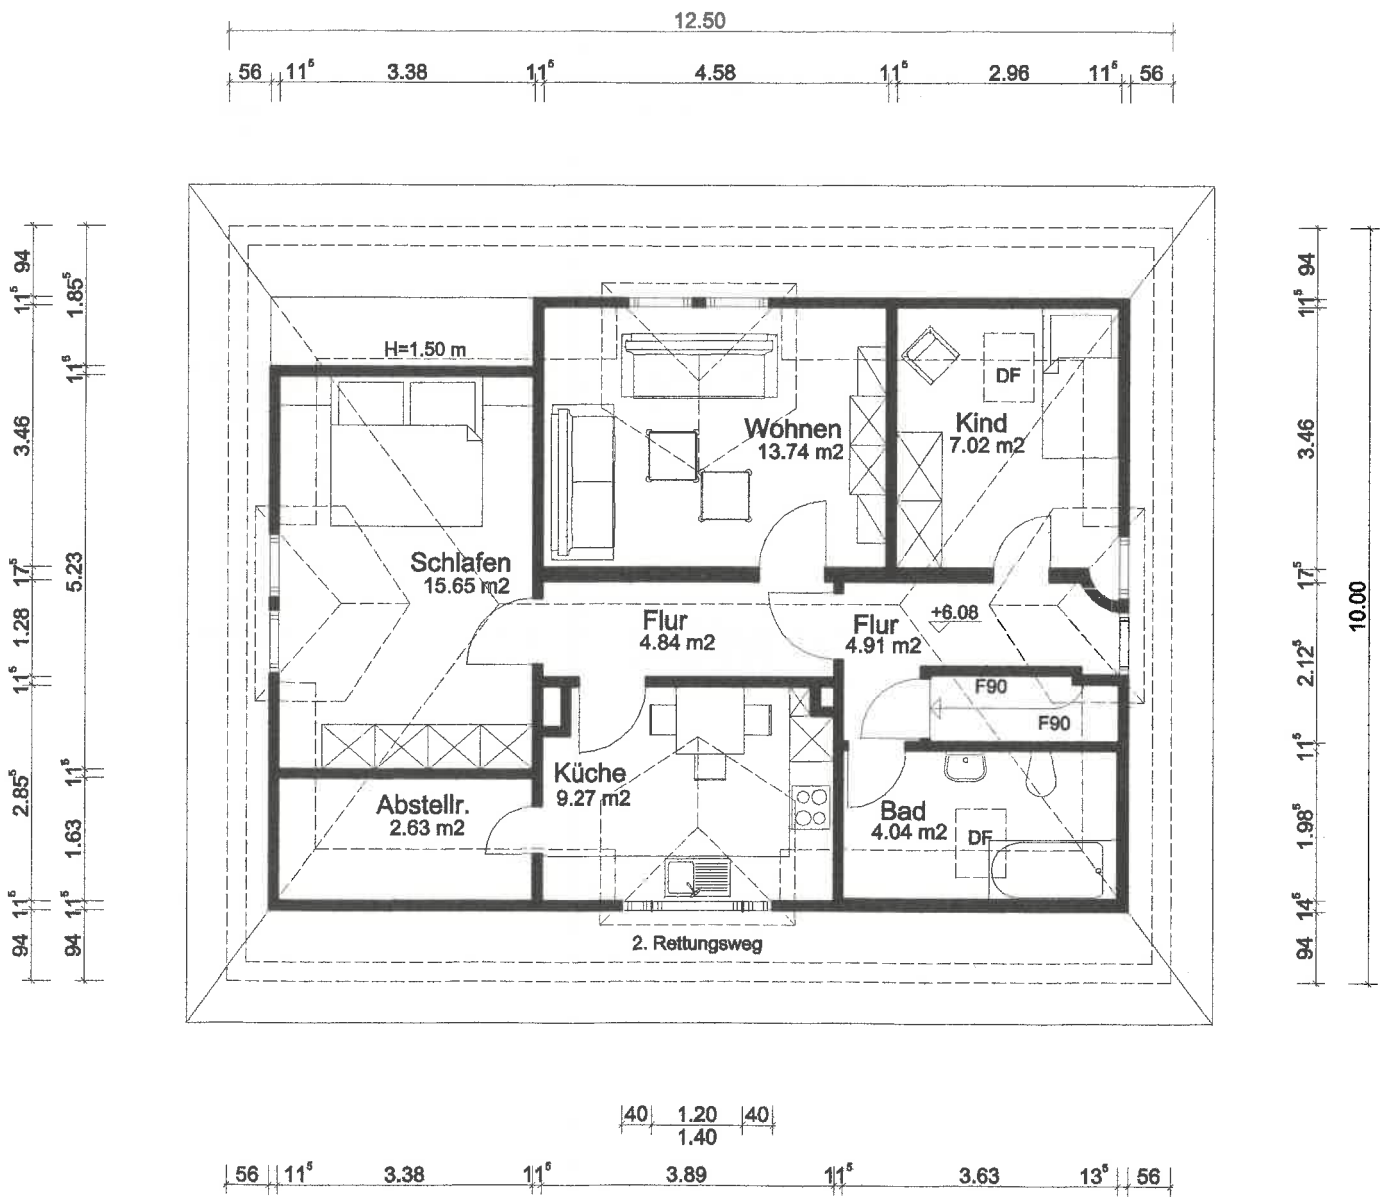 12.50
56 11⁵ 3.38 11⁵ 4.58 11⁵ 2.96 11⁵ 56
94
11⁵
3.46
17⁵
1.28
11⁵
2.85⁵
11⁵
94
1.85⁵
11⁵
5.23
11⁵
1.63
11⁵
94
H=1.50 m
DF
Wohnen
13.74 m2
Kind
7.02 m2
Schlafen
15.65 m2
Flur
4.84 m2
Flur
4.91 m2
+6.08
F90
F90
Küche
9.27 m2
Abstellr.
2.63 m2
Bad
4.04 m2
DF
2. Rettungsweg
94
11⁵
3.46
17⁵
2.12⁵
11⁵
1.98⁵
14⁵
94
10.00
40 1.20 40
1.40
56 11⁵ 3.38 11⁵ 3.89 11⁵ 3.63 13⁵ 56